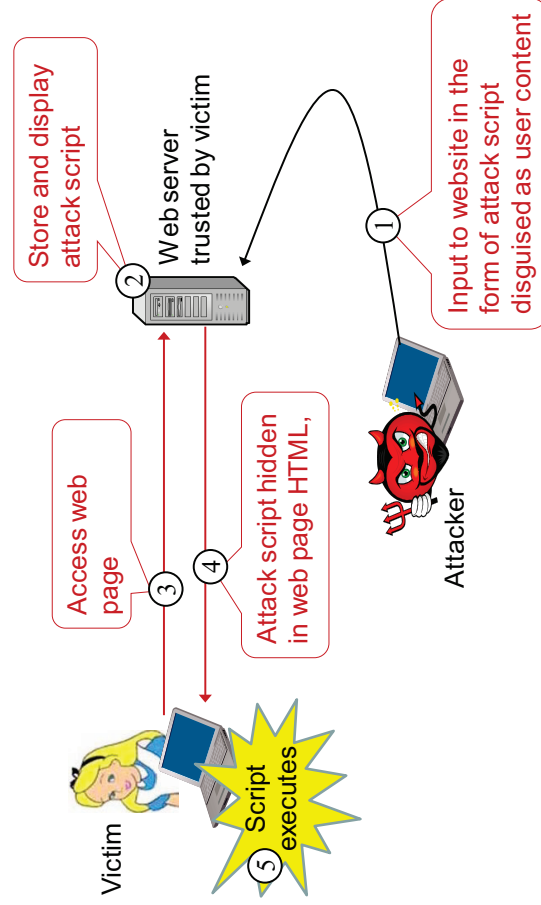 Victim
Access web
page
3
Store and display
attack script
2
Web server
trusted by victim
4
Attack script hidden
in web page HTML,
5
Script
executes
Attacker
1
Input to website in the
form of attack script
disguised as user content